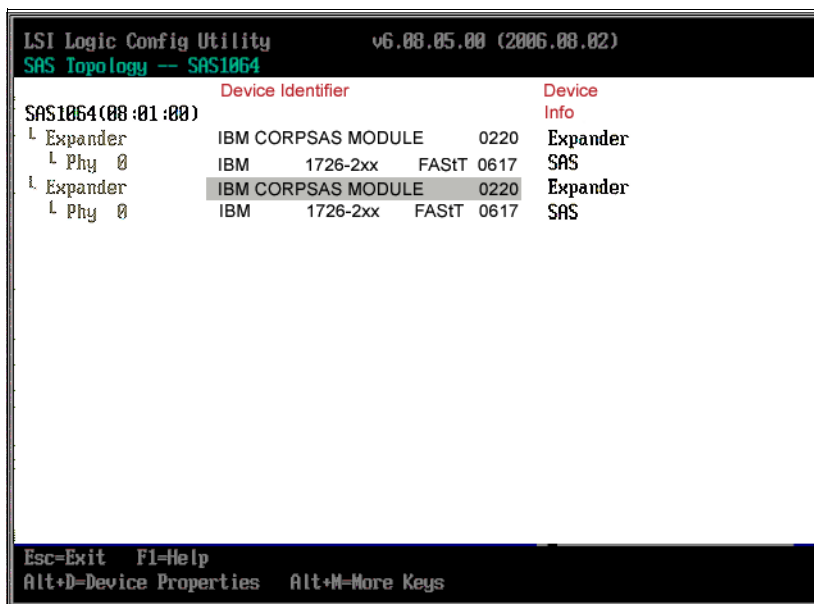 LSI Logic Config Utility v6.08.05.00 (2006.08.02)
SAS Topology -- SAS1064
Device Identifier Device
Info
SAS1064(08:01:00)
Expander IBM CORPSAS MODULE 0220 Expander
Phy 0 IBM 1726-2xx FAStT 0617 SAS
Expander IBM CORPSAS MODULE 0220 Expander
Phy 0 IBM 1726-2xx FAStT 0617 SAS
Esc=Exit F1=Help
Alt+D=Device Properties Alt+M=More Keys